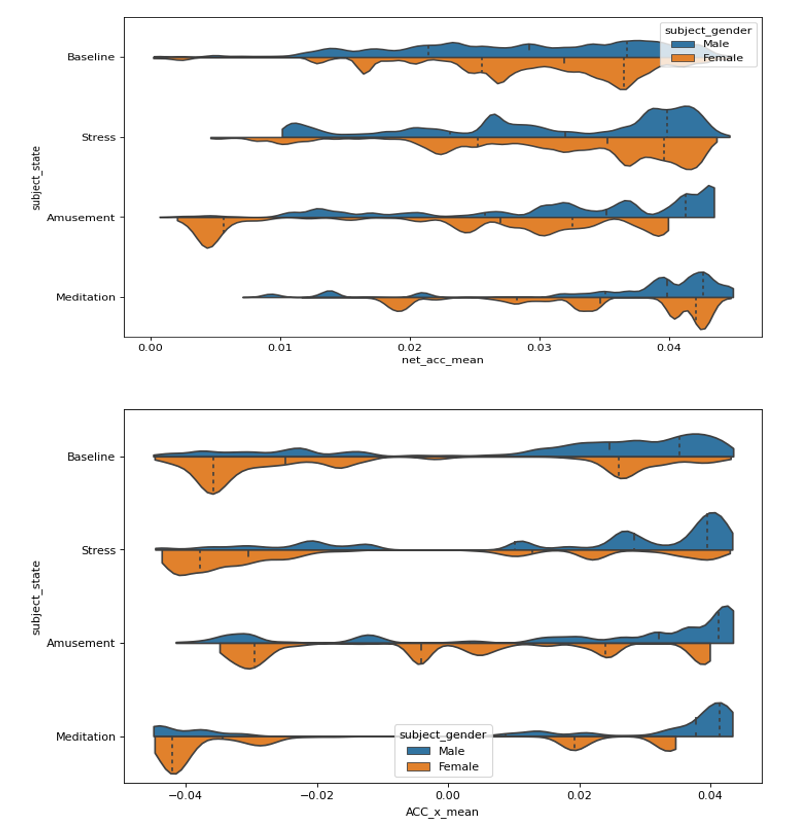 subject_gender
Male
Female
Baseline
Stress
Amusement
Meditation
subject_state
0.00 0.01 0.02 0.03 0.04
net_acc_mean
Baseline
Stress
Amusement
Meditation
subject_state
subject_gender
Male
Female
−0.04 −0.02 0.00 0.02 0.04
ACC_x_mean